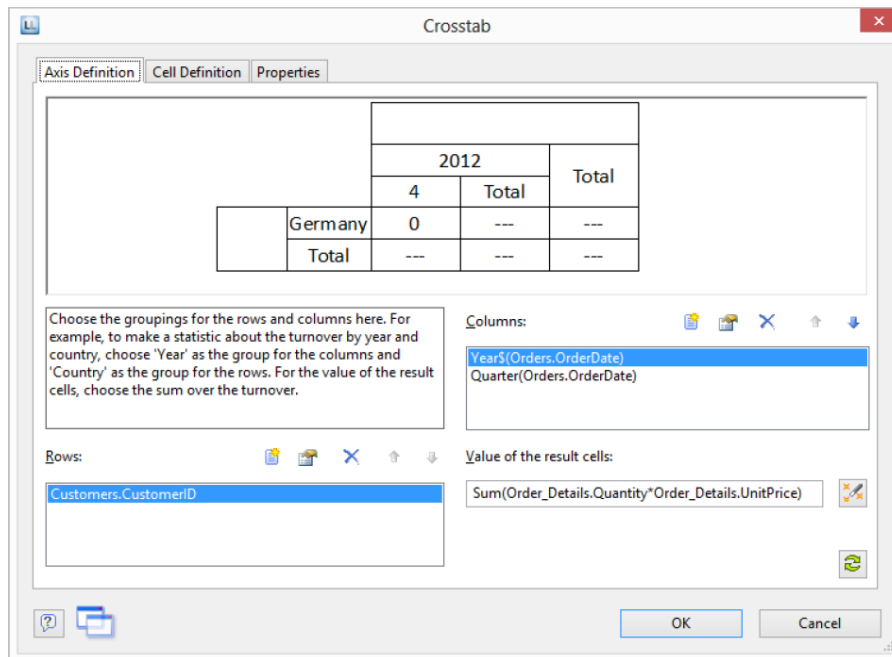 Crosstab
Axis Definition
Cell Definition
Properties
2012
Total
4
Total
Germany
0
---
---
Total
---
---
---
Choose the groupings for the rows and columns here. For
example, to make a statistic about the turnover by year and
country, choose 'Year' as the group for the columns and
'Country' as the group for the rows. For the value of the result
cells, choose the sum over the turnover.
Columns:
Year$(Orders.OrderDate)
Quarter(Orders.OrderDate)
Rows:
Customers.CustomerID
Value of the result cells:
Sum(Order_Details.Quantity*Order_Details.UnitPrice)
OK
Cancel